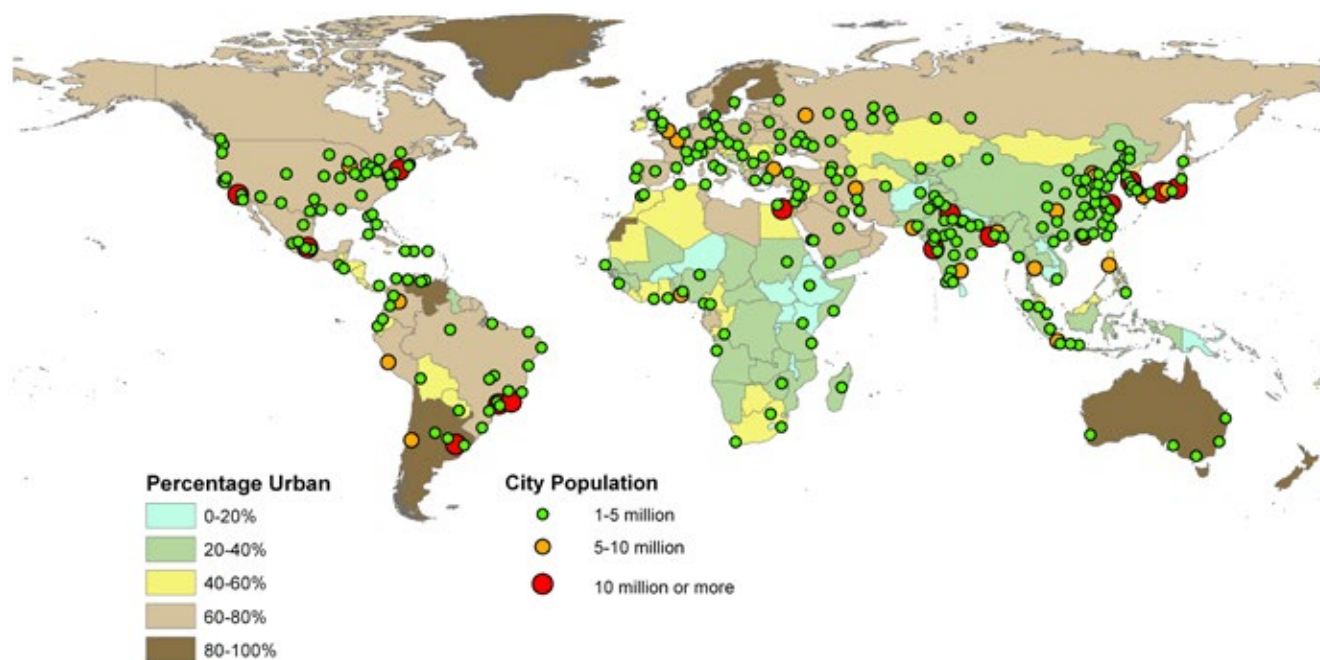 Percentage Urban
0-20%
20-40%
40-60%
60-80%
80-100%
City Population
1-5 million
5-10 million
10 million or more